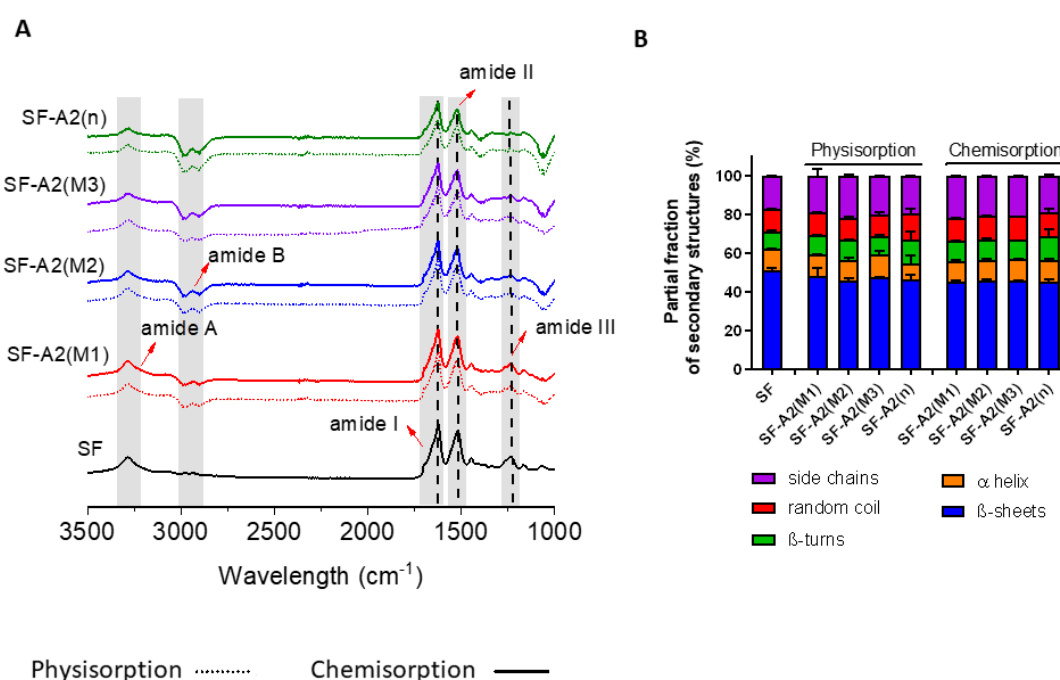 A
amide II
SF-A2(n)
SF-A2(M3)
SF-A2(M2)
amide B
SF-A2(M1)
amide A
amide III
SF
amide I
3500 3000 2500 2000 1500 1000
Wavelength (cm⁻¹)
Physisorption Chemisorption
B
Physisorption Chemisorption
Partial fraction
of secondary structures (%)
100
80
60
40
20
0
SF
SF-A2(M1)
SF-A2(M2)
SF-A2(M3)
SF-A2(n)
SF-A2(M1)
SF-A2(M2)
SF-A2(M3)
SF-A2(n)
side chains
random coil
ß-turns
α helix
ß-sheets